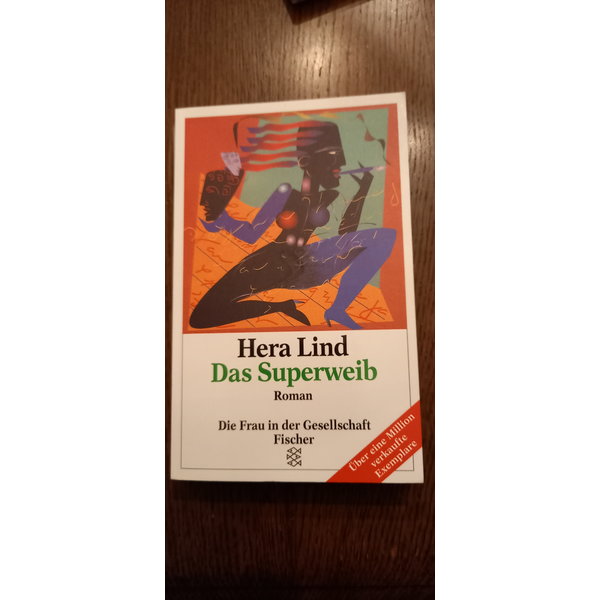 Hera Lind
Das Superweib
Roman
Die Frau in der Gesellschaft
Fischer
Über eine Million
verkaufte
Exemplare